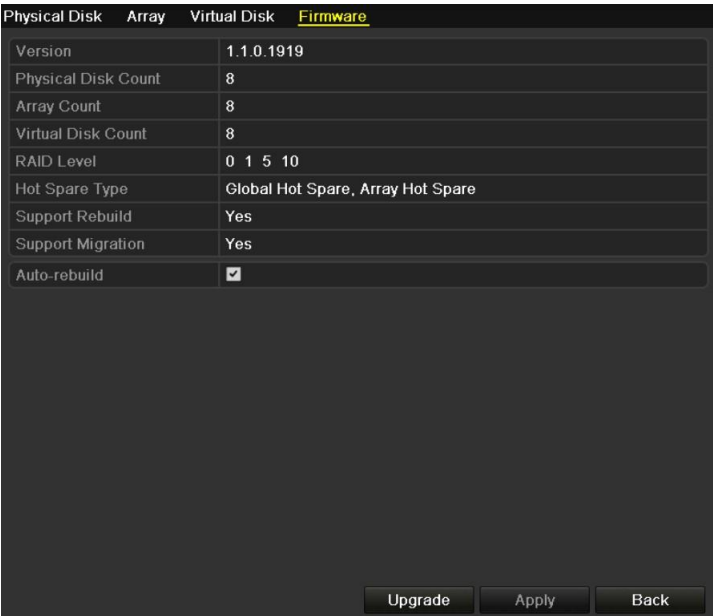 Physical Disk Array Virtual Disk Firmware
Version 1.1.0.1919
Physical Disk Count 8
Array Count 8
Virtual Disk Count 8
RAID Level 0 1 5 10
Hot Spare Type Global Hot Spare, Array Hot Spare
Support Rebuild Yes
Support Migration Yes
Auto-rebuild
Upgrade Apply Back